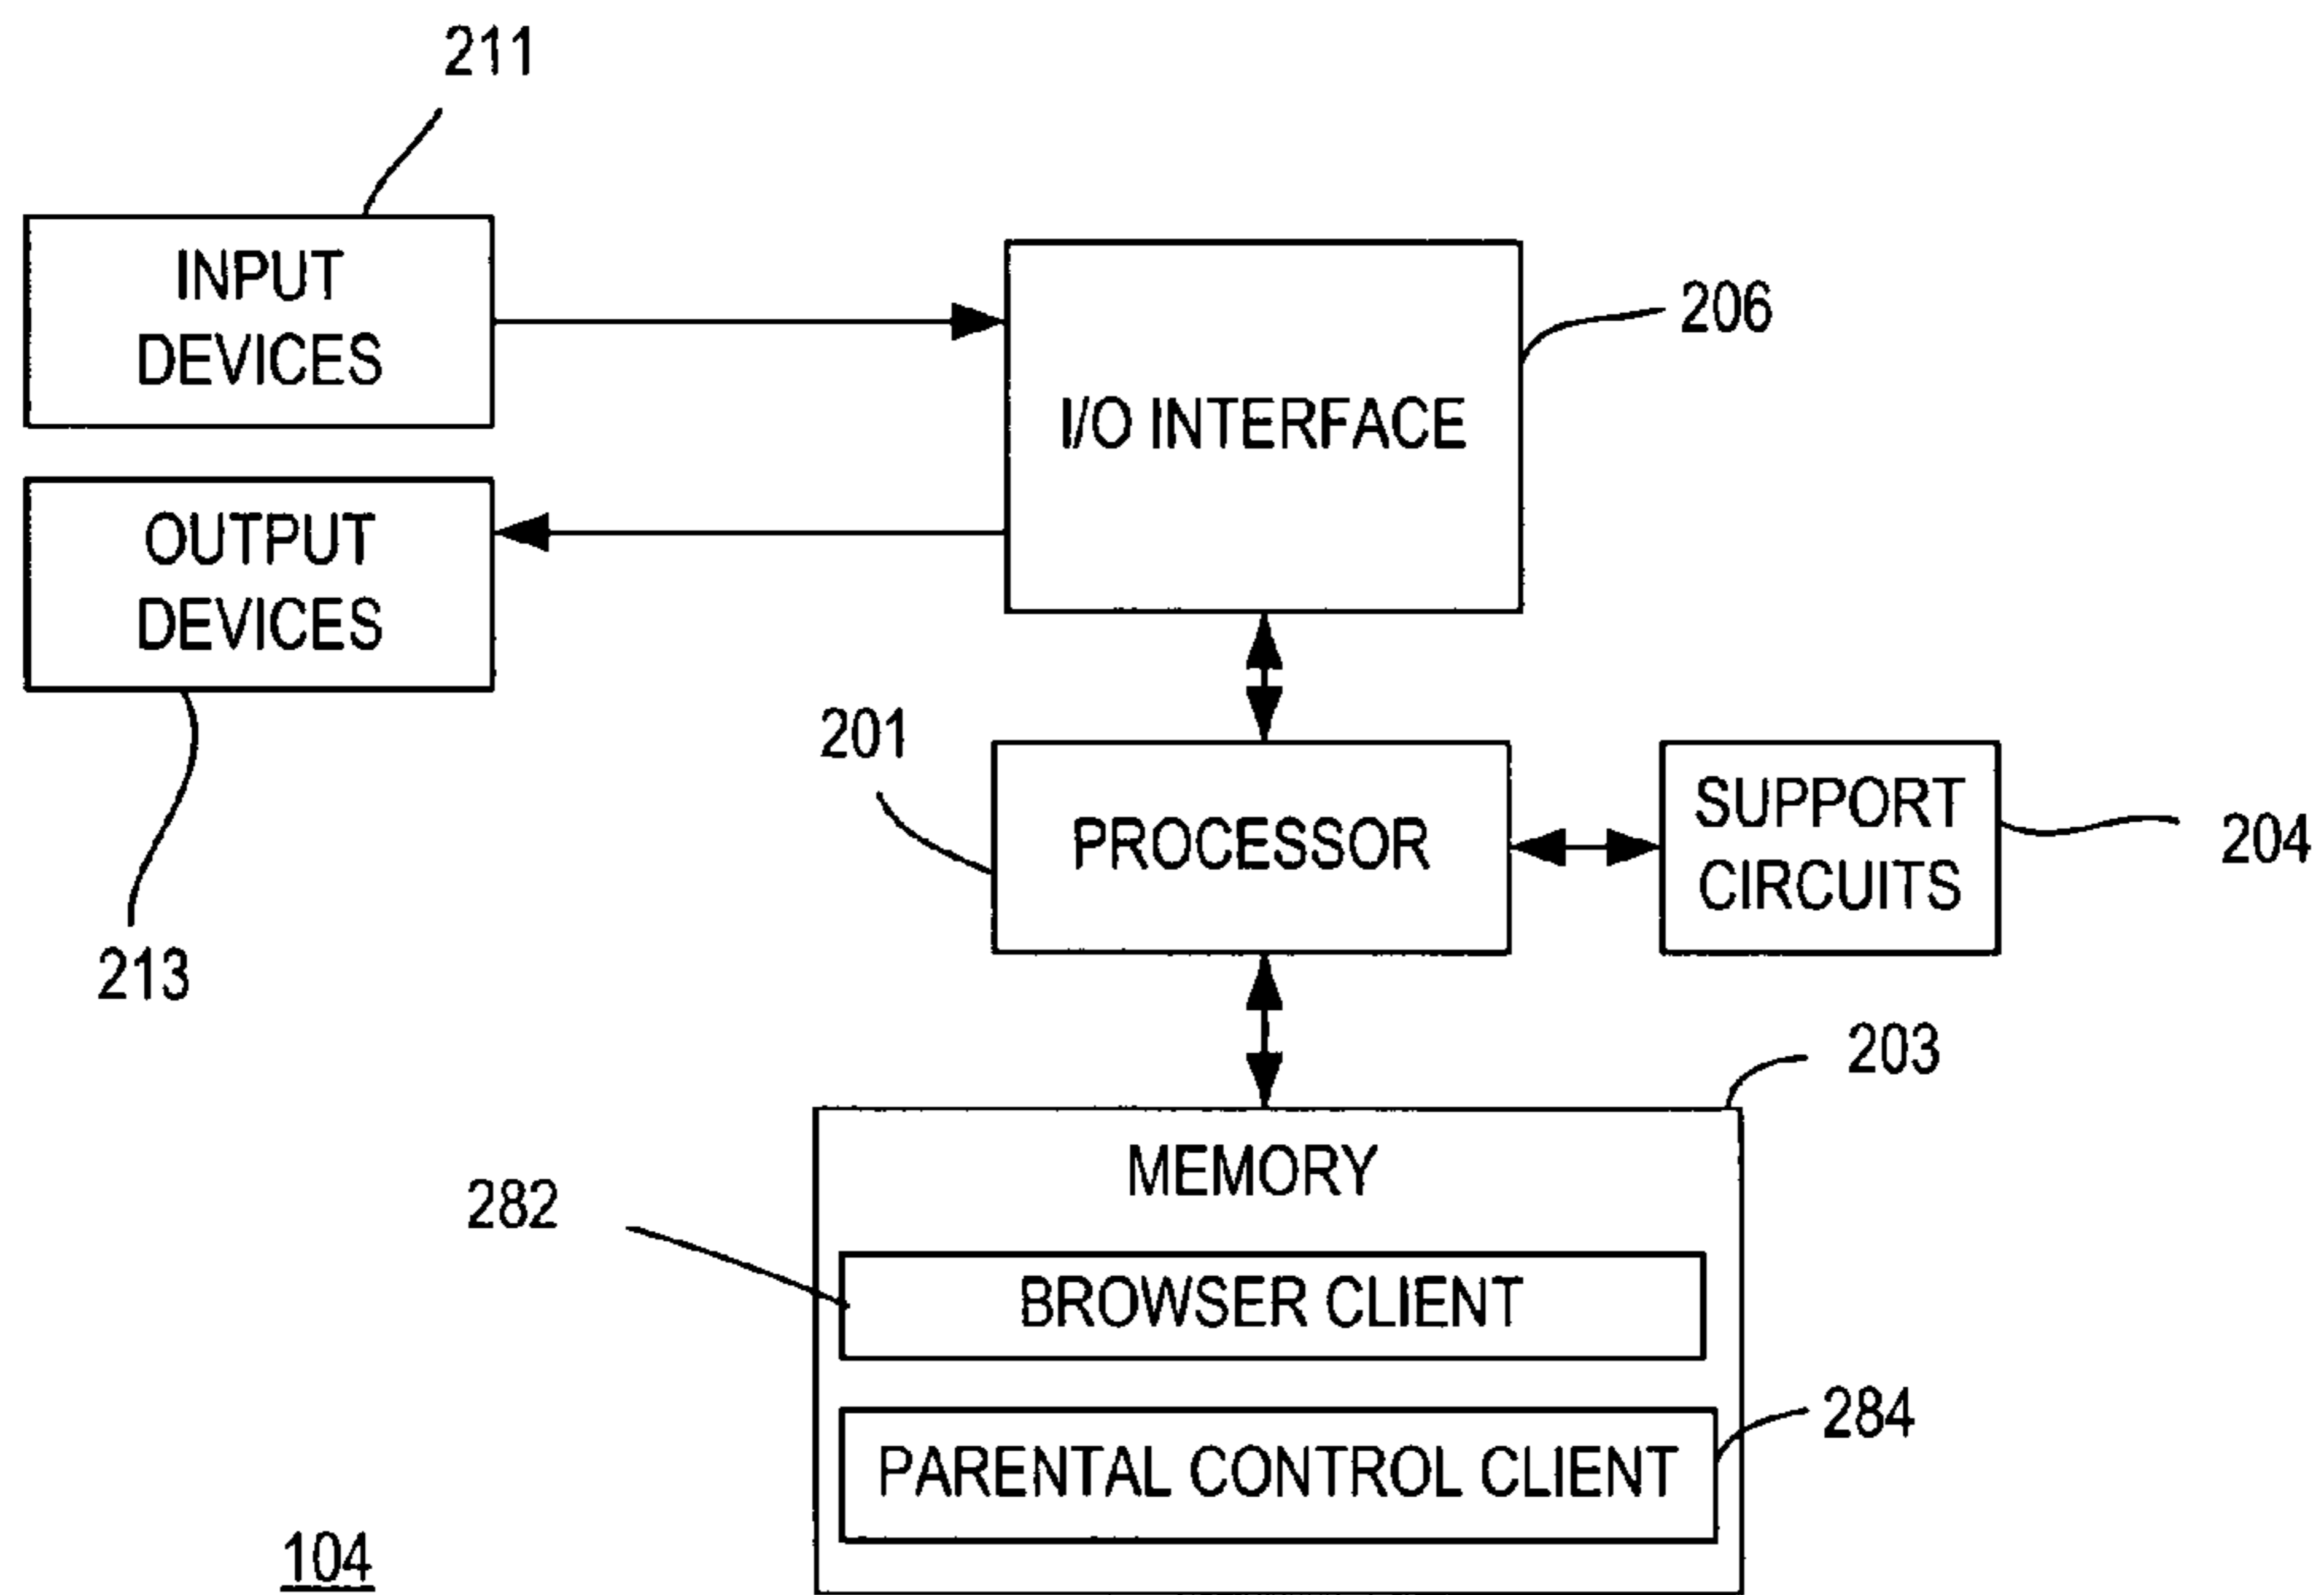 211
INPUT
DEVICES
I/O INTERFACE
206
OUTPUT
DEVICES
201
PROCESSOR
SUPPORT
CIRCUITS
204
213
203
MEMORY
282
BROWSER CLIENT
284
PARENTAL CONTROL CLIENT
104